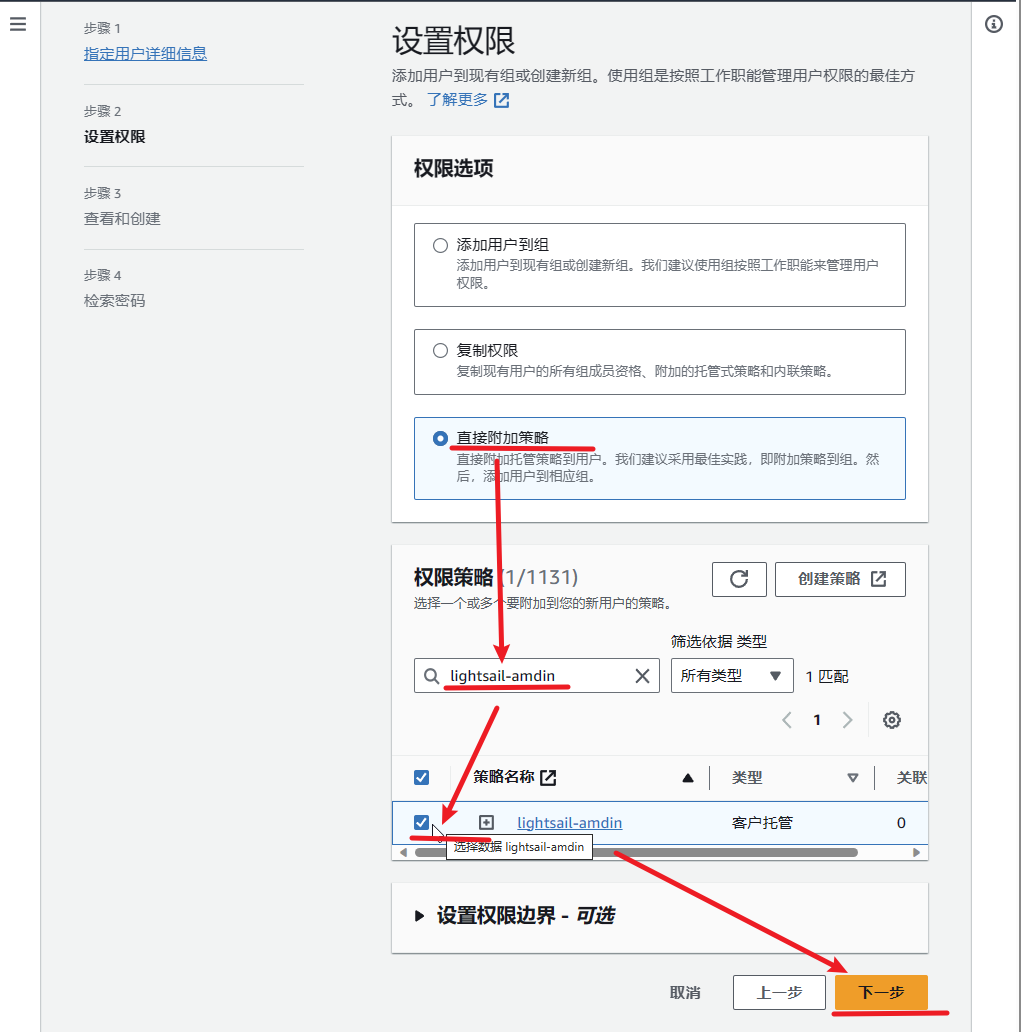 步骤 1
指定用户详细信息
步骤 2
设置权限
步骤 3
查看和创建
步骤 4
检索密码
设置权限
添加用户到现有组或创建新组。使用组是按照工作职能管理用户权限的最佳方
式。 了解更多
权限选项
添加用户到组
添加用户到现有组或创建新组。我们建议使用组按照工作职能来管理用户
权限。
复制权限
复制现有用户的所有组成员资格、附加的托管式策略和内联策略。
直接附加策略
直接附加托管策略到用户。我们建议采用最佳实践，即附加策略到组。然
后，添加用户到相应组。
权限策略 (1/1131)
选择一个或多个要附加到您的新用户的策略。
创建策略
筛选依据 类型
lightsail-amdin
所有类型
1 匹配
1
策略名称
类型
关联
lightsail-amdin
客户托管
0
选择数据 lightsail-amdin
设置权限边界 - 可选
取消
上一步
下一步